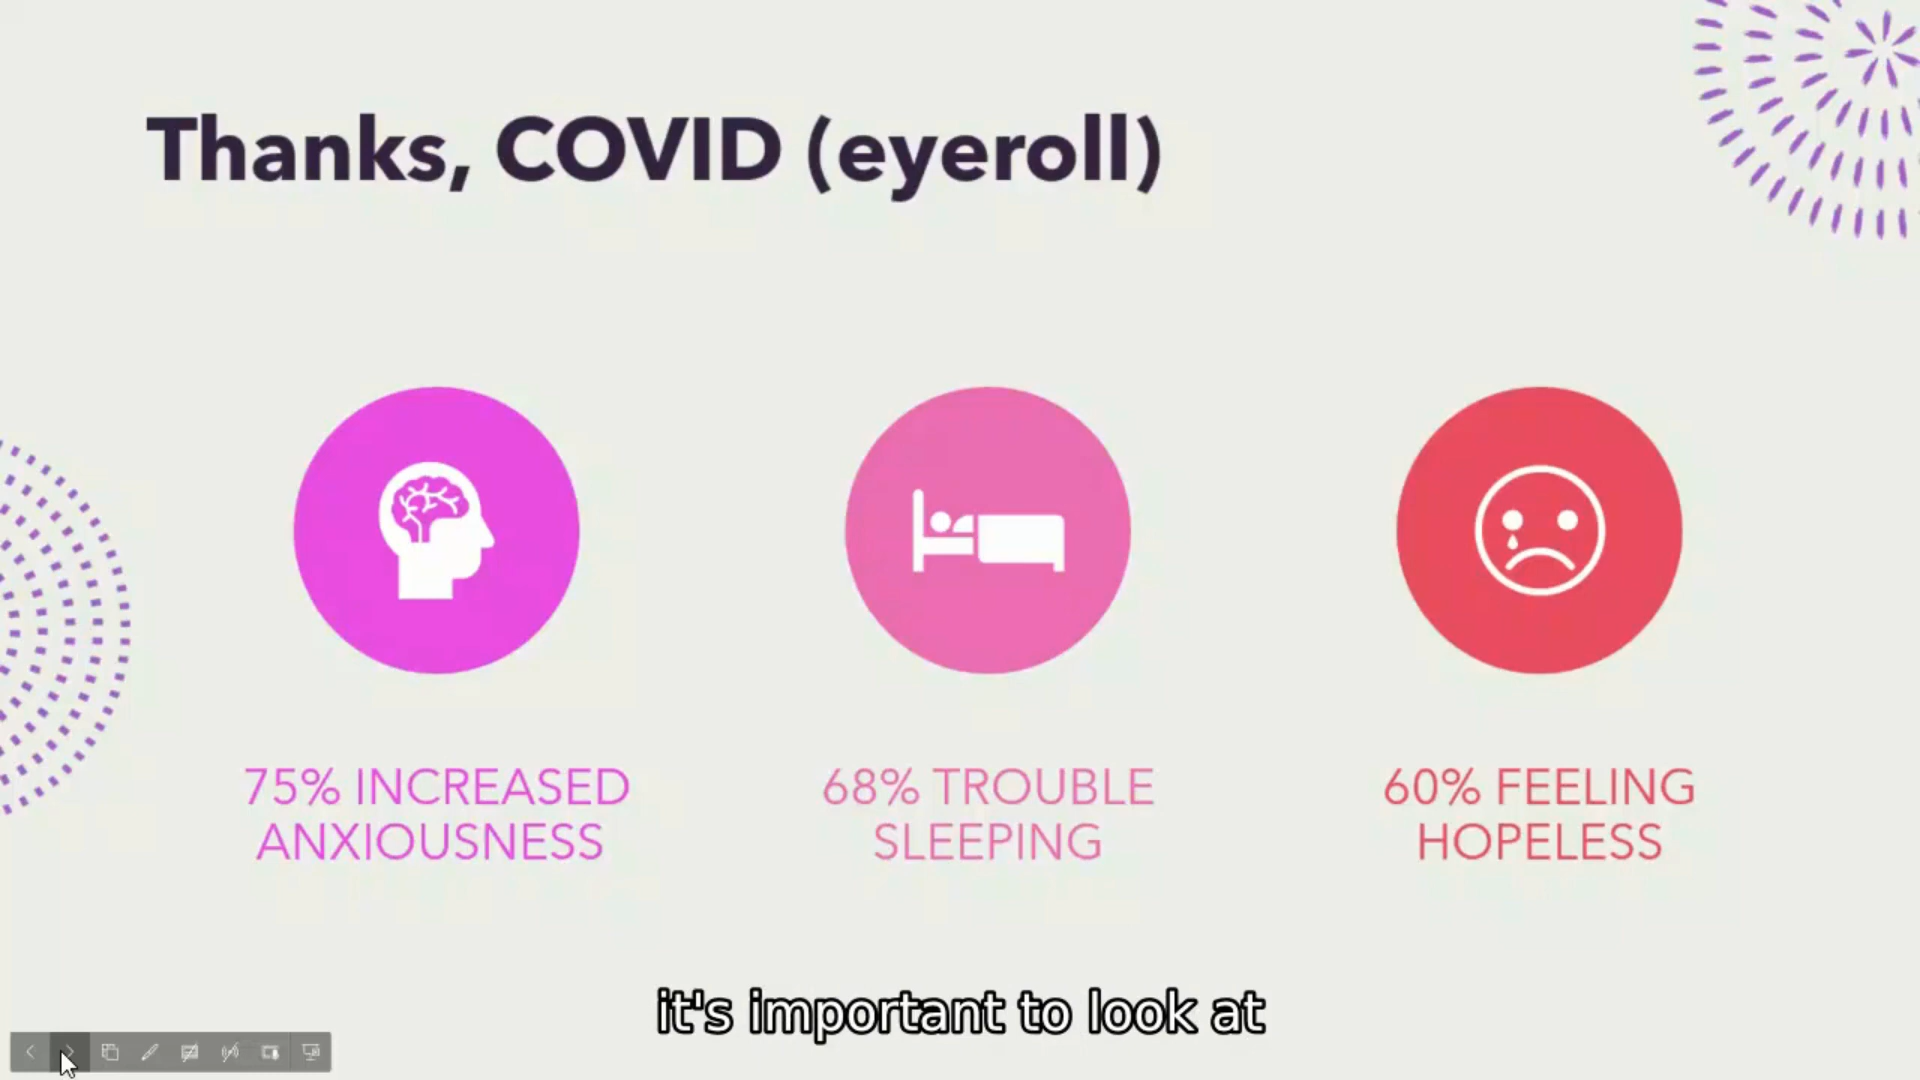 Thanks, COVID (eyeroll)
75% INCREASED
ANXIOUSNESS
68% TROUBLE
SLEEPING
60% FEELING
HOPELESS
it's important to look at